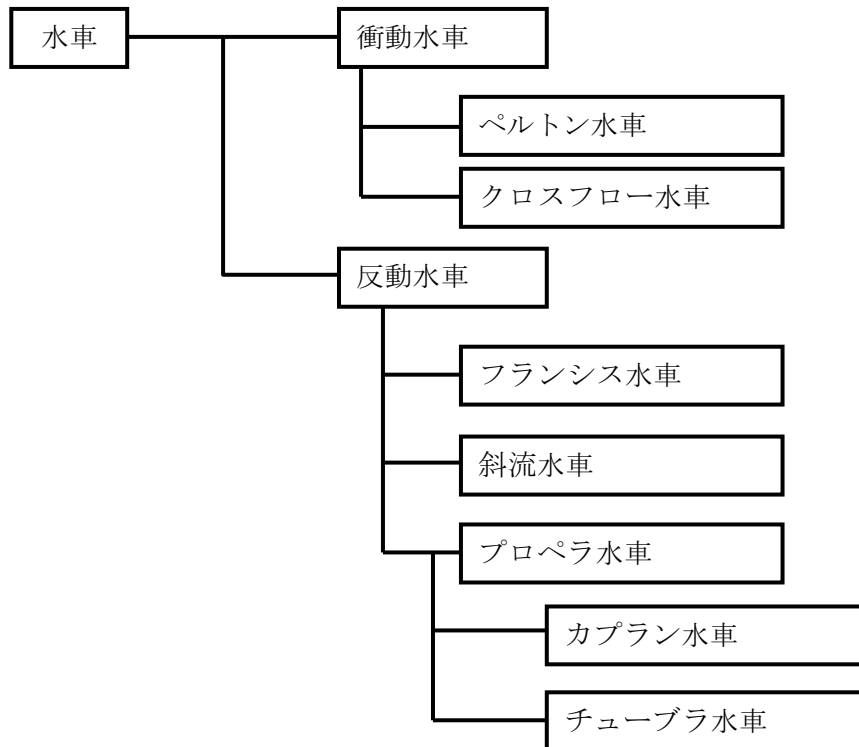 水車
衝動水車
ペルトン水車
クロスフロー水車
反動水車
フランシス水車
斜流水車
プロペラ水車
カプラン水車
チューブラ水車